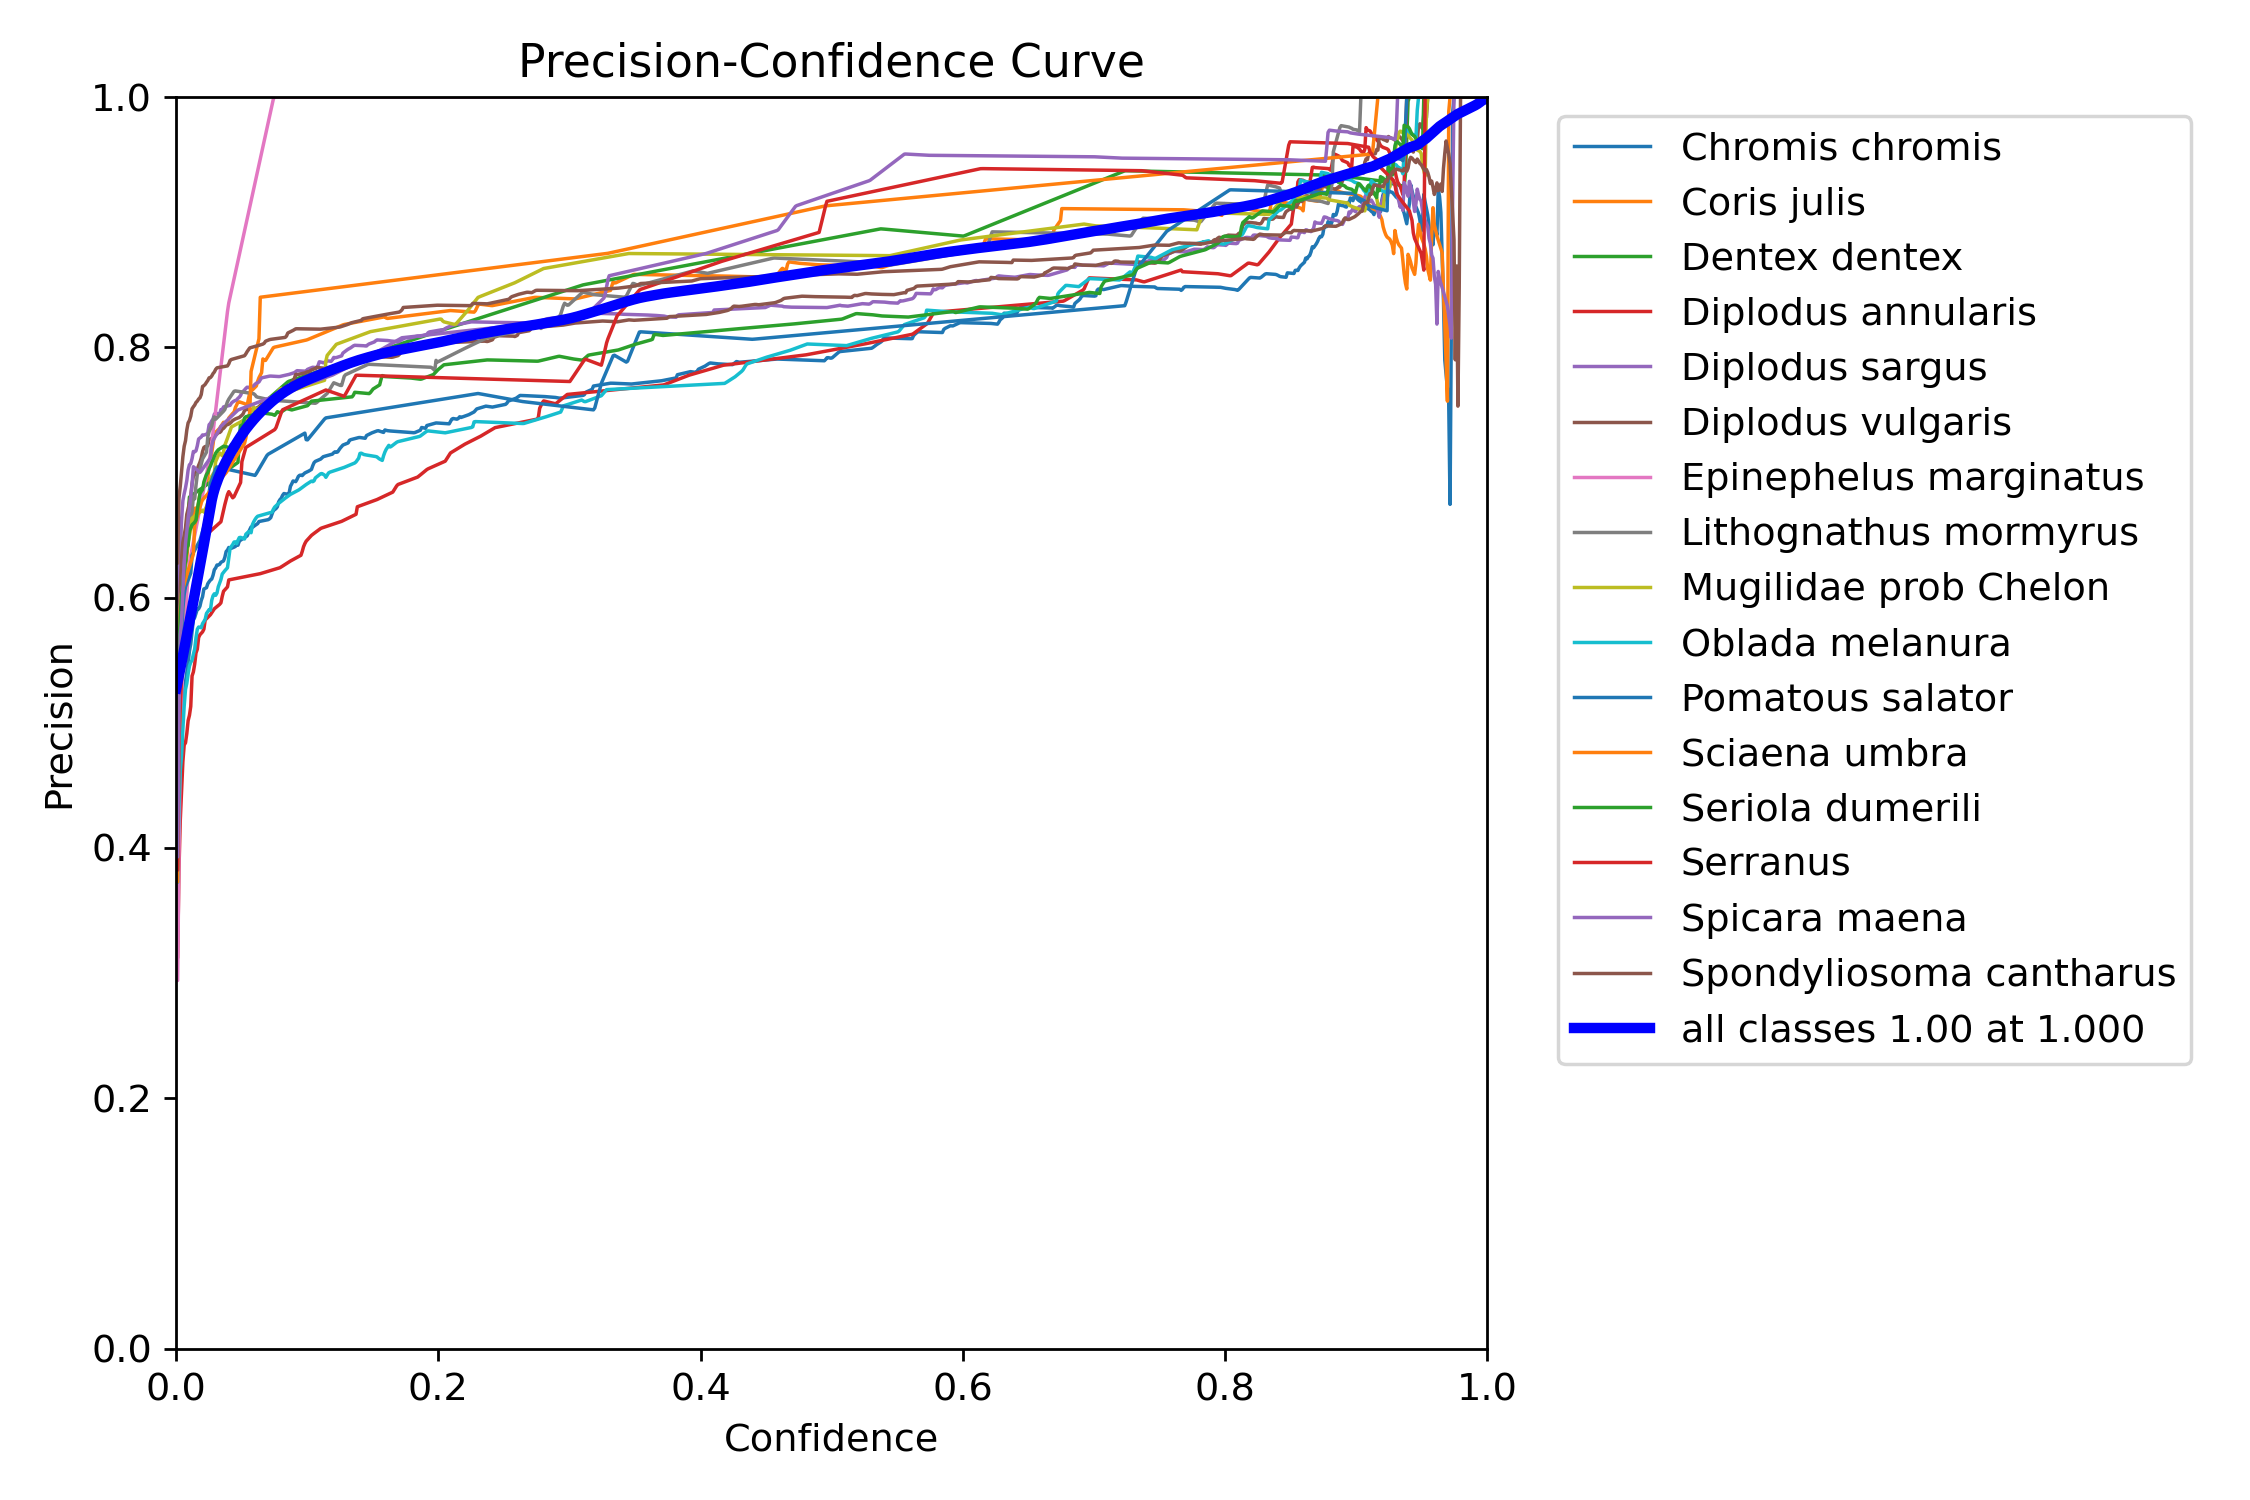 Precision-Confidence Curve
1.0
0.8
0.6
0.4
0.2
0.0
Precision
0.0 0.2 0.4 0.6 0.8 1.0
Confidence
Chromis chromis
Coris julis
Dentex dentex
Diplodus annularis
Diplodus sargus
Diplodus vulgaris
Epinephelus marginatus
Lithognathus mormyrus
Mugilidae prob Chelon
Oblada melanura
Pomatous salator
Sciaena umbra
Seriola dumerili
Serranus
Spicara maena
Spondyliosoma cantharus
all classes 1.00 at 1.000